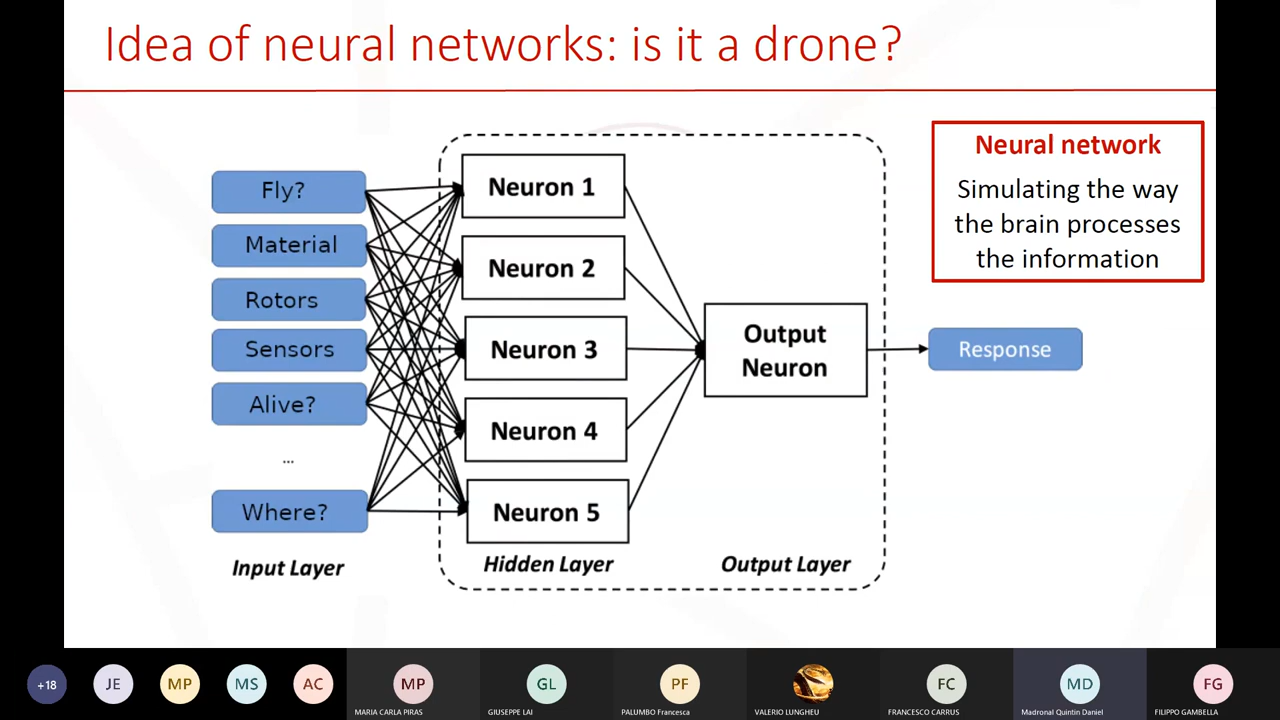 Idea of neural networks: is it a drone?
Neural network
Simulating the way
the brain processes
the information
Fly?
Material
Rotors
Sensors
Alive?
...
Where?
Input Layer
Neuron 1
Neuron 2
Neuron 3
Neuron 4
Neuron 5
Hidden Layer
Output
Neuron
Output Layer
Response
+18
JE
MP
MS
AC
MP
MARIA CARLA PIRAS
GL
GIUSEPPE LAI
PF
PALUMBO Francesca
VALERIO LUNGHEU
FC
FRANCESCO CARRUS
MD
Madronal Quintin Daniel
FG
FILIPPO GAMBELLA